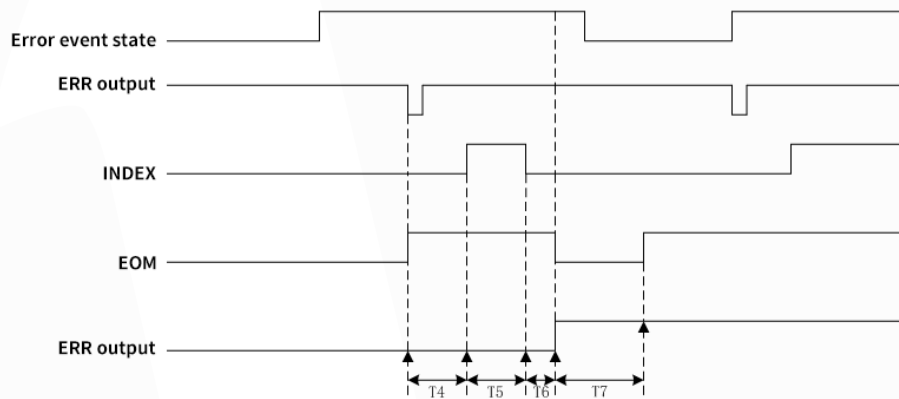 Error event state
ERR output
INDEX
EOM
ERR output
T4 T5 T6 T7